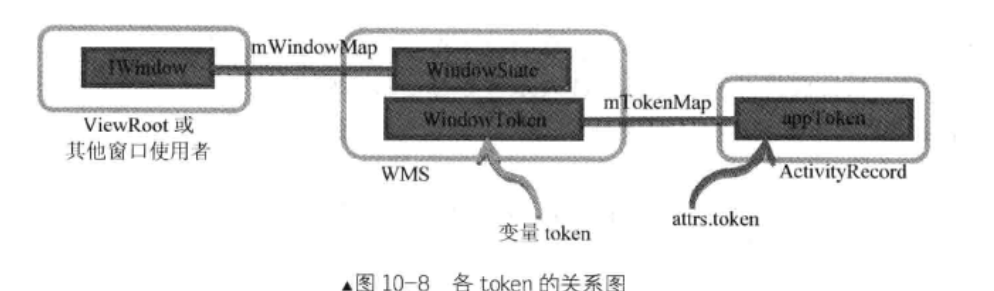 mWindowMap
IWindow
WindowState
mTokenMap
WindowToken
appToken
ViewRoot 或
其他窗口使用者
WMS
ActivityRecord
attrs.token
变量 token
▲图 10-8 各 token 的关系图